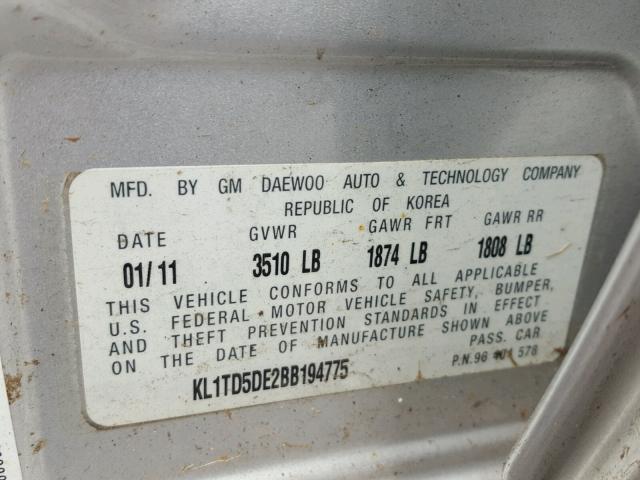 MFD. BY GM DAEWOO AUTO & TECHNOLOGY COMPANY
REPUBLIC OF KOREA
DATE GVWR GAWR FRT GAWR RR
01/11 3510 LB 1874 LB 1808 LB
THIS VEHICLE CONFORMS TO ALL APPLICABLE
U.S. FEDERAL MOTOR VEHICLE SAFETY, BUMPER,
AND THEFT PREVENTION STANDARDS IN EFFECT
ON THE DATE OF MANUFACTURE SHOWN ABOVE
PASS. CAR
KL1TD5DE2BB194775
P.N.96 578